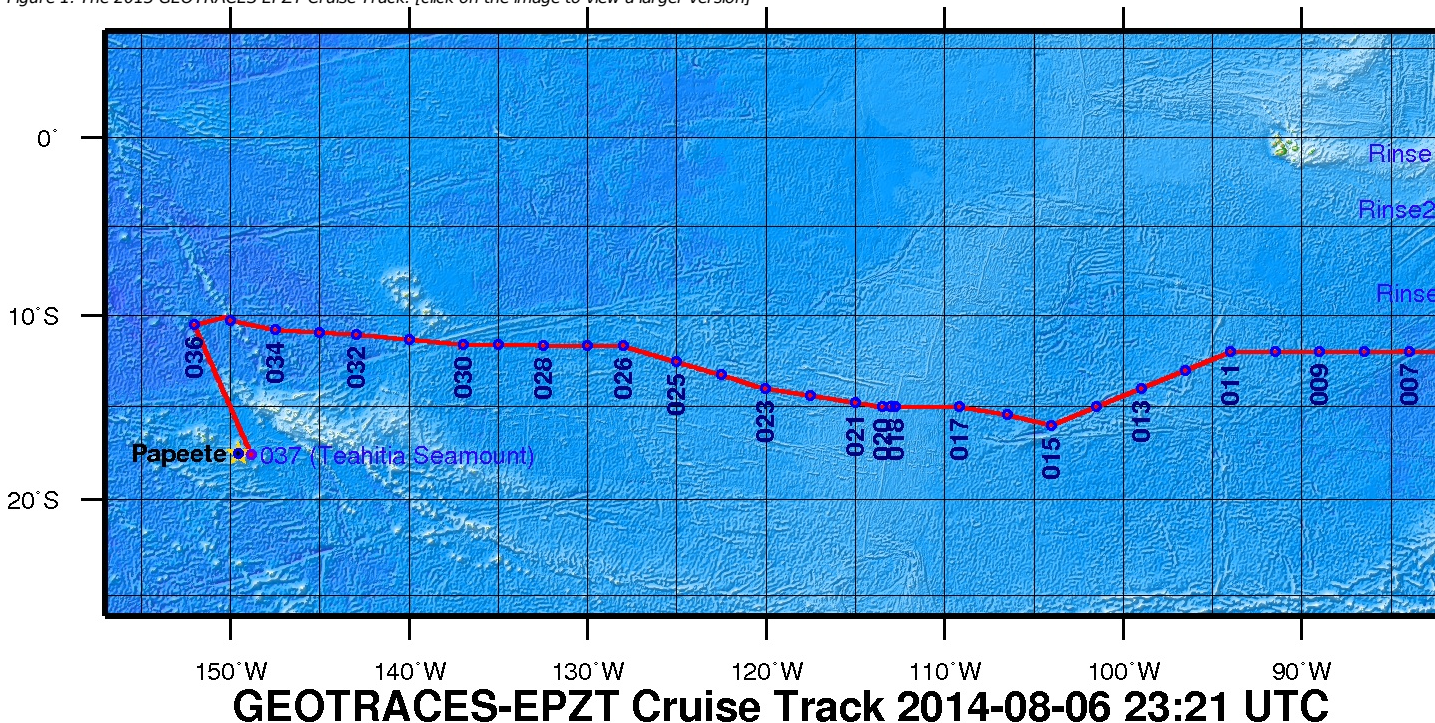 Figure 1. The 2013 GEOTRACES EPZT Cruise Track. [click on the image to view a larger version]
0°
Rinse
Rinse2
Rinse
10°S
036
034
032
030
028
026
025
023
021
020
018
017
015
013
011
009
007
Papeete
037 (Teahitia Seamount)
20°S
150°W 140°W 130°W 120°W 110°W 100°W 90°W
GEOTRACES-EPZT Cruise Track 2014-08-06 23:21 UTC